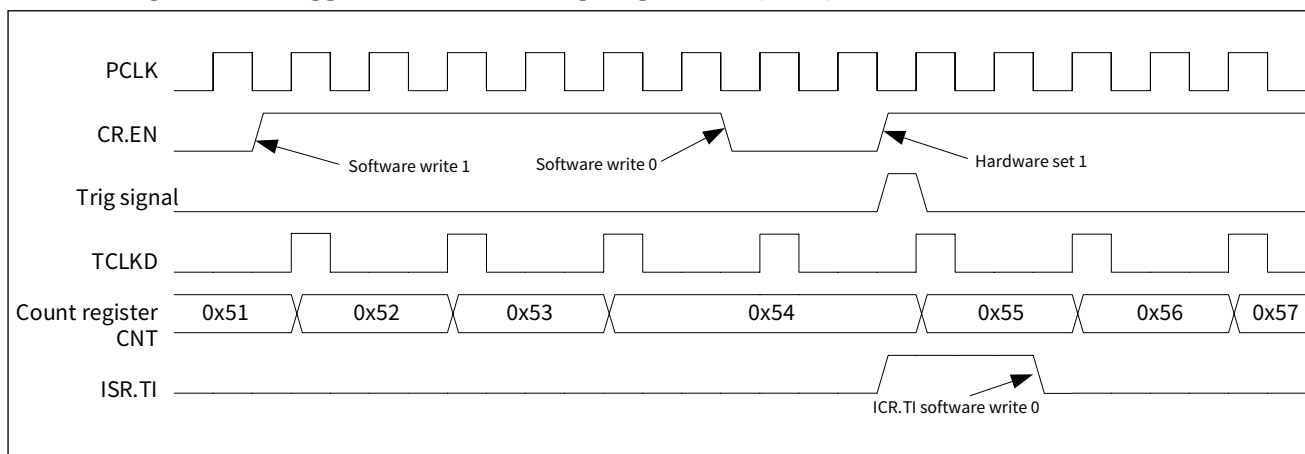 PCLK
CR.EN
Software write 1
Software write 0
Hardware set 1
Trig signal
TCLKD
Count register
CNT
0x51 0x52 0x53 0x54 0x55 0x56 0x57
ISR.TI
ICR.TI software write 0